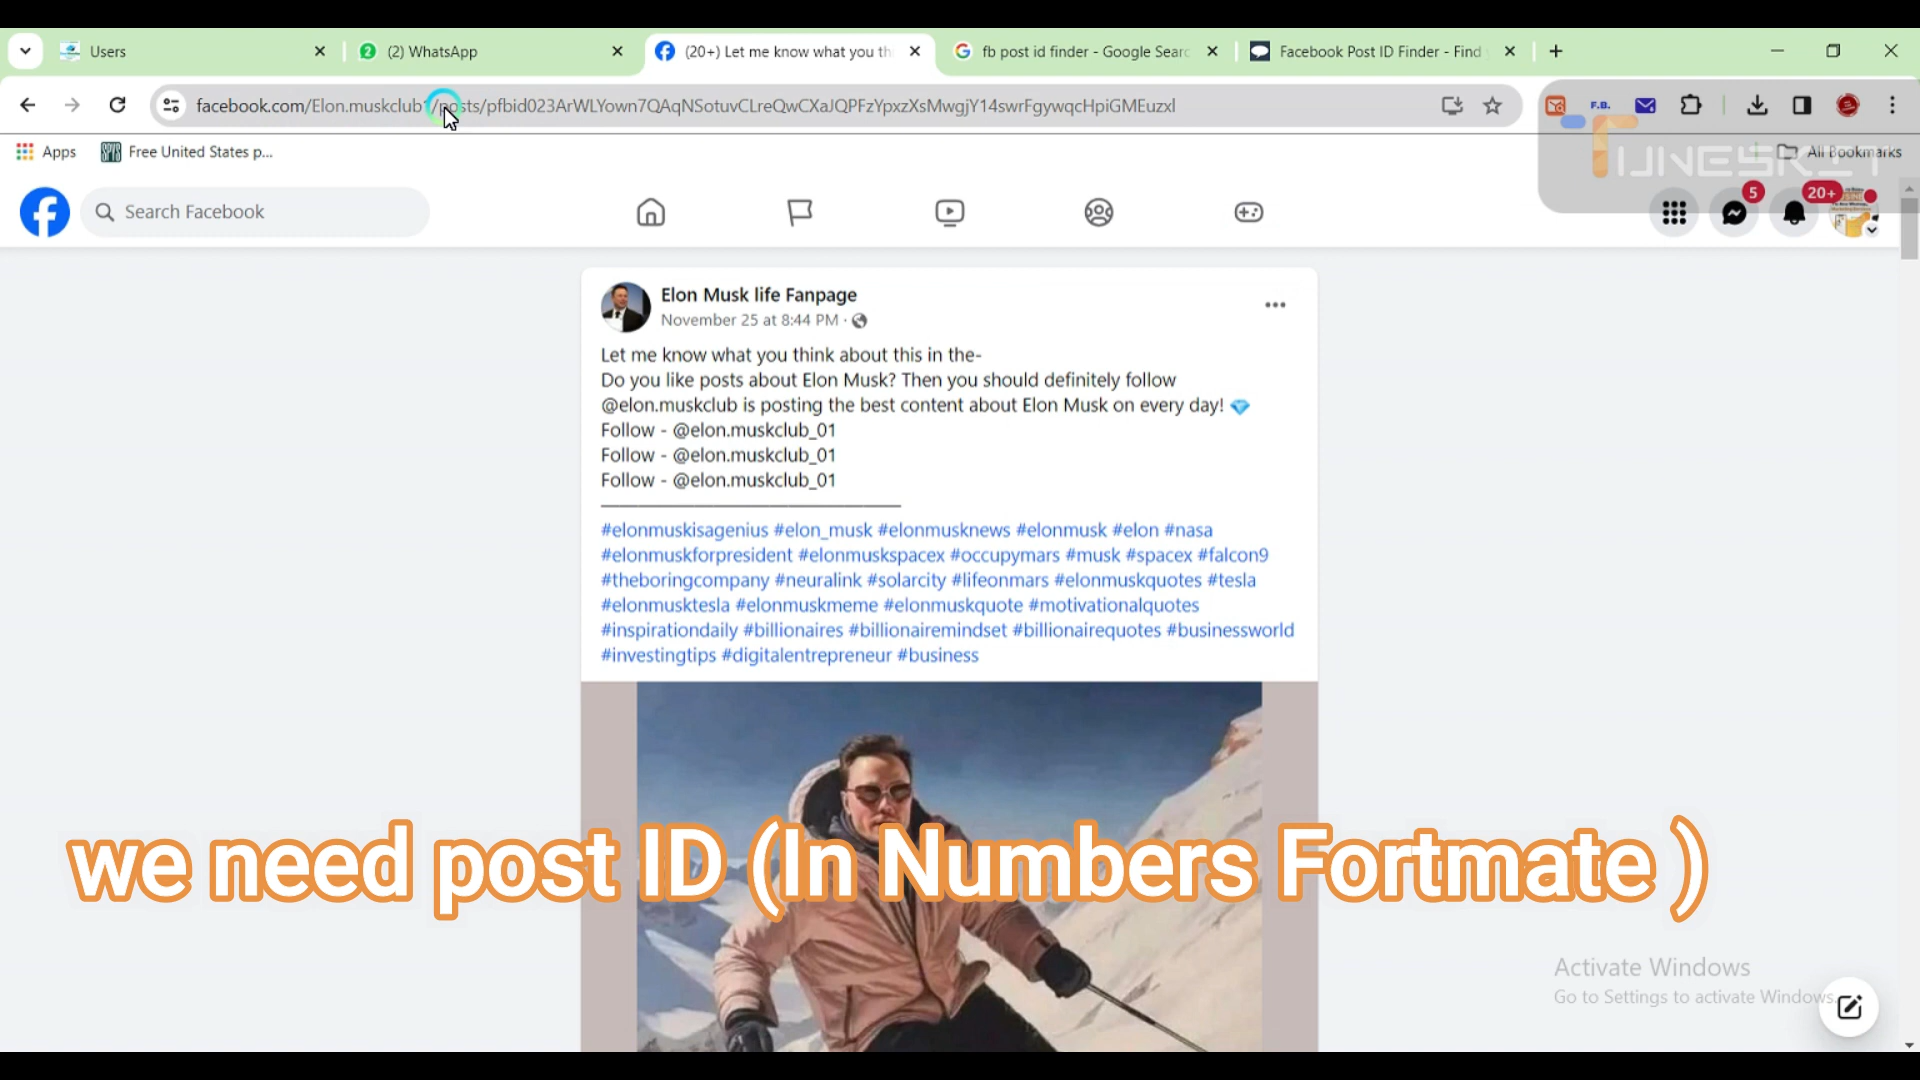 Users
(2) WhatsApp
(20+) Let me know what you th
fb post id finder - Google Searc
Facebook Post ID Finder - Find
facebook.com/Elon.muskclub1/posts/pfbid023ArWLYown7QAqNSotuvCLreQwCXaJQPFzYpxzXsMwgjY14swrFgywqcHpiGMEuzxl
F.B.
Apps
Free United States p...
All Bookmarks
TUNESKIT
Search Facebook
5
20+
Elon Musk life Fanpage
November 25 at 8:44 PM ·
Let me know what you think about this in the-
Do you like posts about Elon Musk? Then you should definitely follow
@elon.muskclub is posting the best content about Elon Musk on every day!
Follow - @elon.muskclub_01
Follow - @elon.muskclub_01
Follow - @elon.muskclub_01
#elonmuskisagenius #elon_musk #elonmusknews #elonmusk #elon #nasa
#elonmuskforpresident #elonmuskspacex #occupymars #musk #spacex #falcon9
#theboringcompany #neuralink #solarcity #lifeonmars #elonmuskquotes #tesla
#elonmusktesla #elonmuskmeme #elonmuskquote #motivationalquotes
#inspirationdaily #billionaires #billionairemindset #billionairequotes #businessworld
#investingtips #digitalentrepreneur #business
we need post ID (In Numbers Fortmate )
Activate Windows
Go to Settings to activate Windows.